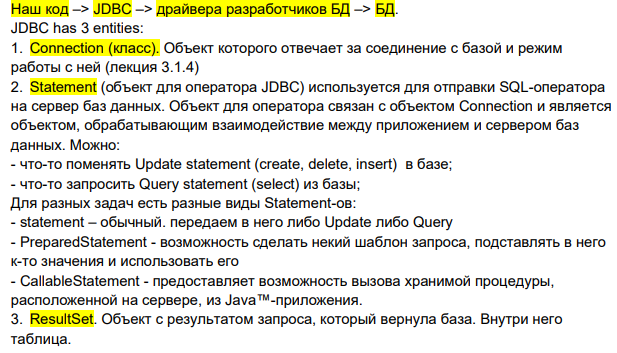 Наш код –> JDBC –> драйвера разработчиков БД –> БД.
JDBC has 3 entities:
1. Connection (класс). Объект которого отвечает за соединение с базой и режим
работы с ней (лекция 3.1.4)
2. Statement (объект для оператора JDBC) используется для отправки SQL-оператора
на сервер баз данных. Объект для оператора связан с объектом Connection и является
объектом, обрабатывающим взаимодействие между приложением и сервером баз
данных. Можно:
- что-то поменять Update statement (create, delete, insert) в базе;
- что-то запросить Query statement (select) из базы;
Для разных задач есть разные виды Statement-ов:
- statement – обычный. передаем в него либо Update либо Query
- PreparedStatement - возможность сделать некий шаблон запроса, подставлять в него
к-то значения и использовать его
- CallableStatement - предоставляет возможность вызова хранимой процедуры,
расположенной на сервере, из Java™-приложения.
3. ResultSet. Объект с результатом запроса, который вернула база. Внутри него
таблица.